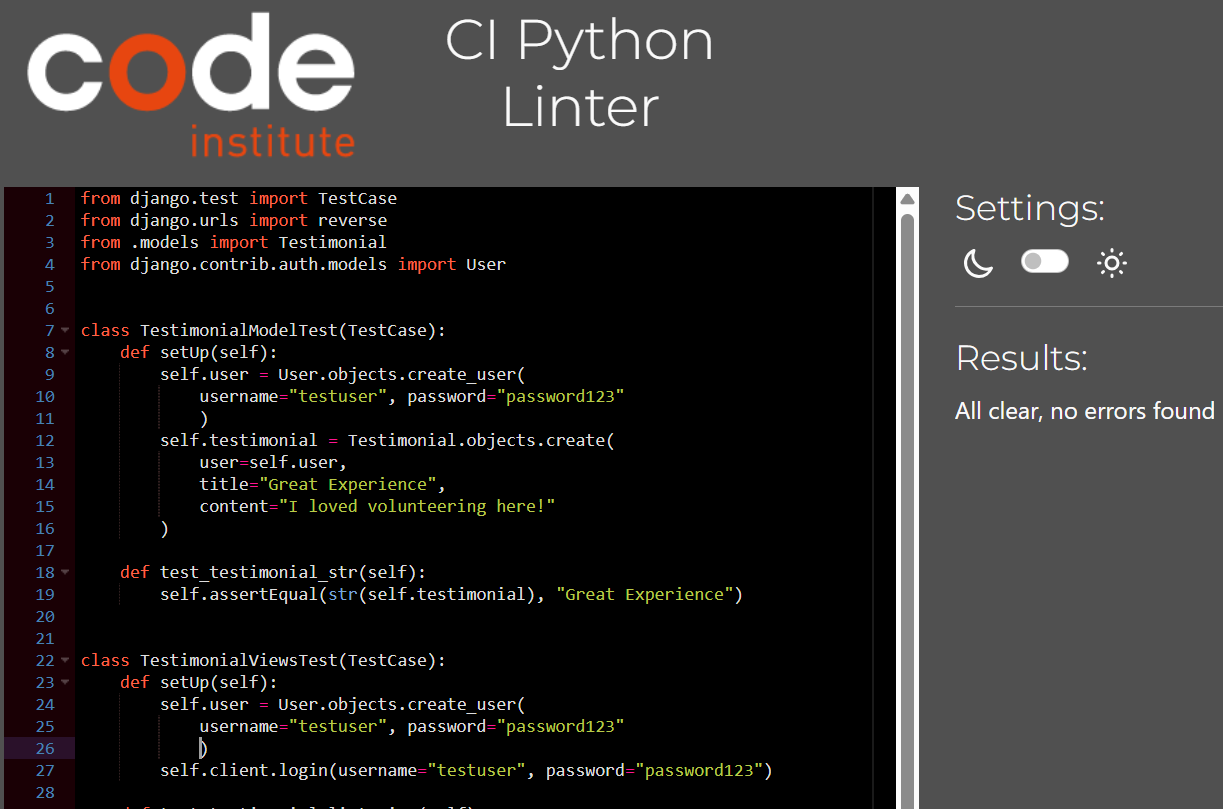 code
institute
CI Python
Linter
1 from django.test import TestCase
2 from django.urls import reverse
3 from .models import Testimonial
4 from django.contrib.auth.models import User
5
6
7 class TestimonialModelTest(TestCase):
8     def setUp(self):
9         self.user = User.objects.create_user(
10             username="testuser", password="password123"
11             )
12         self.testimonial = Testimonial.objects.create(
13             user=self.user,
14             title="Great Experience",
15             content="I loved volunteering here!"
16         )
17
18     def test_testimonial_str(self):
19         self.assertEqual(str(self.testimonial), "Great Experience")
20
21
22 class TestimonialViewsTest(TestCase):
23     def setUp(self):
24         self.user = User.objects.create_user(
25             username="testuser", password="password123"
26             )
27         self.client.login(username="testuser", password="password123")
28
Settings:
Results:
All clear, no errors found